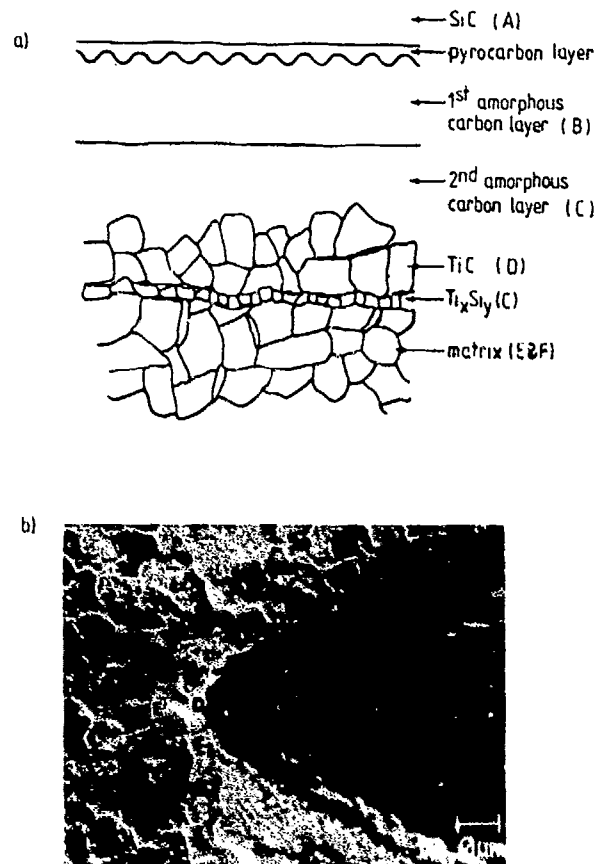 a)
SiC (A)
pyrocarbon layer
1st amorphous
carbon layer (B)
2nd amorphous
carbon layer (C)
TiC (D)
TixSiy(C)
matrix (E&F)
b)